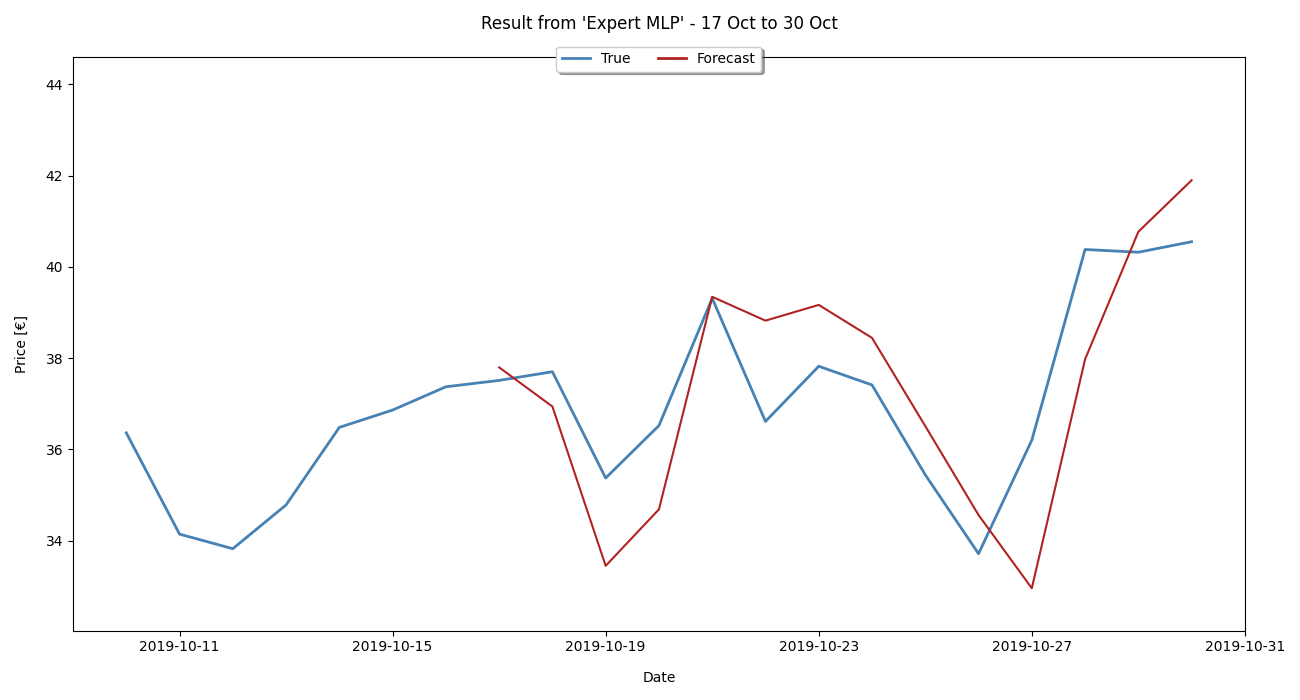 Result from 'Expert MLP' - 17 Oct to 30 Oct
True Forecast
44
42
40
38
36
34
Price [€]
2019-10-11 2019-10-15 2019-10-19 2019-10-23 2019-10-27 2019-10-31
Date